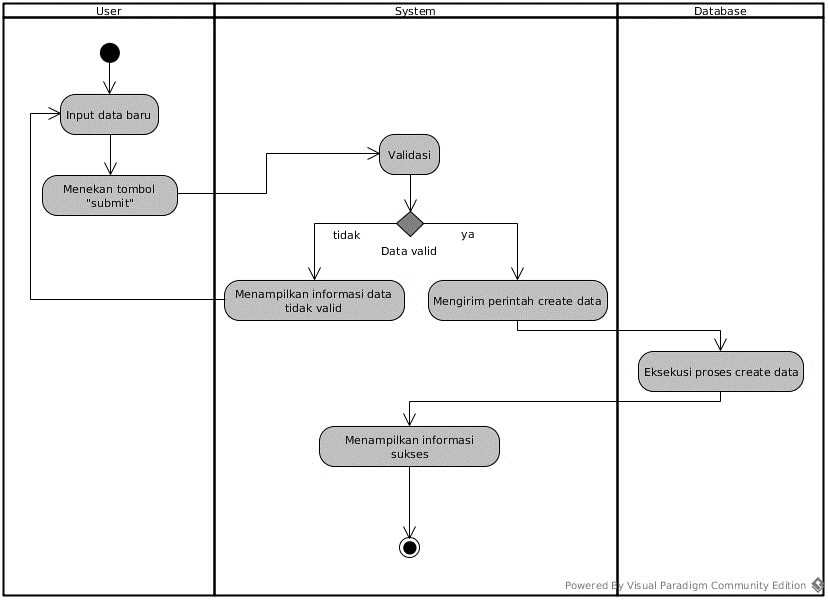 User
System
Database
Input data baru
Menekan tombol
"submit"
Validasi
tidak
ya
Data valid
Menampilkan informasi data
tidak valid
Mengirim perintah create data
Eksekusi proses create data
Menampilkan informasi
sukses
Powered By Visual Paradigm Community Edition